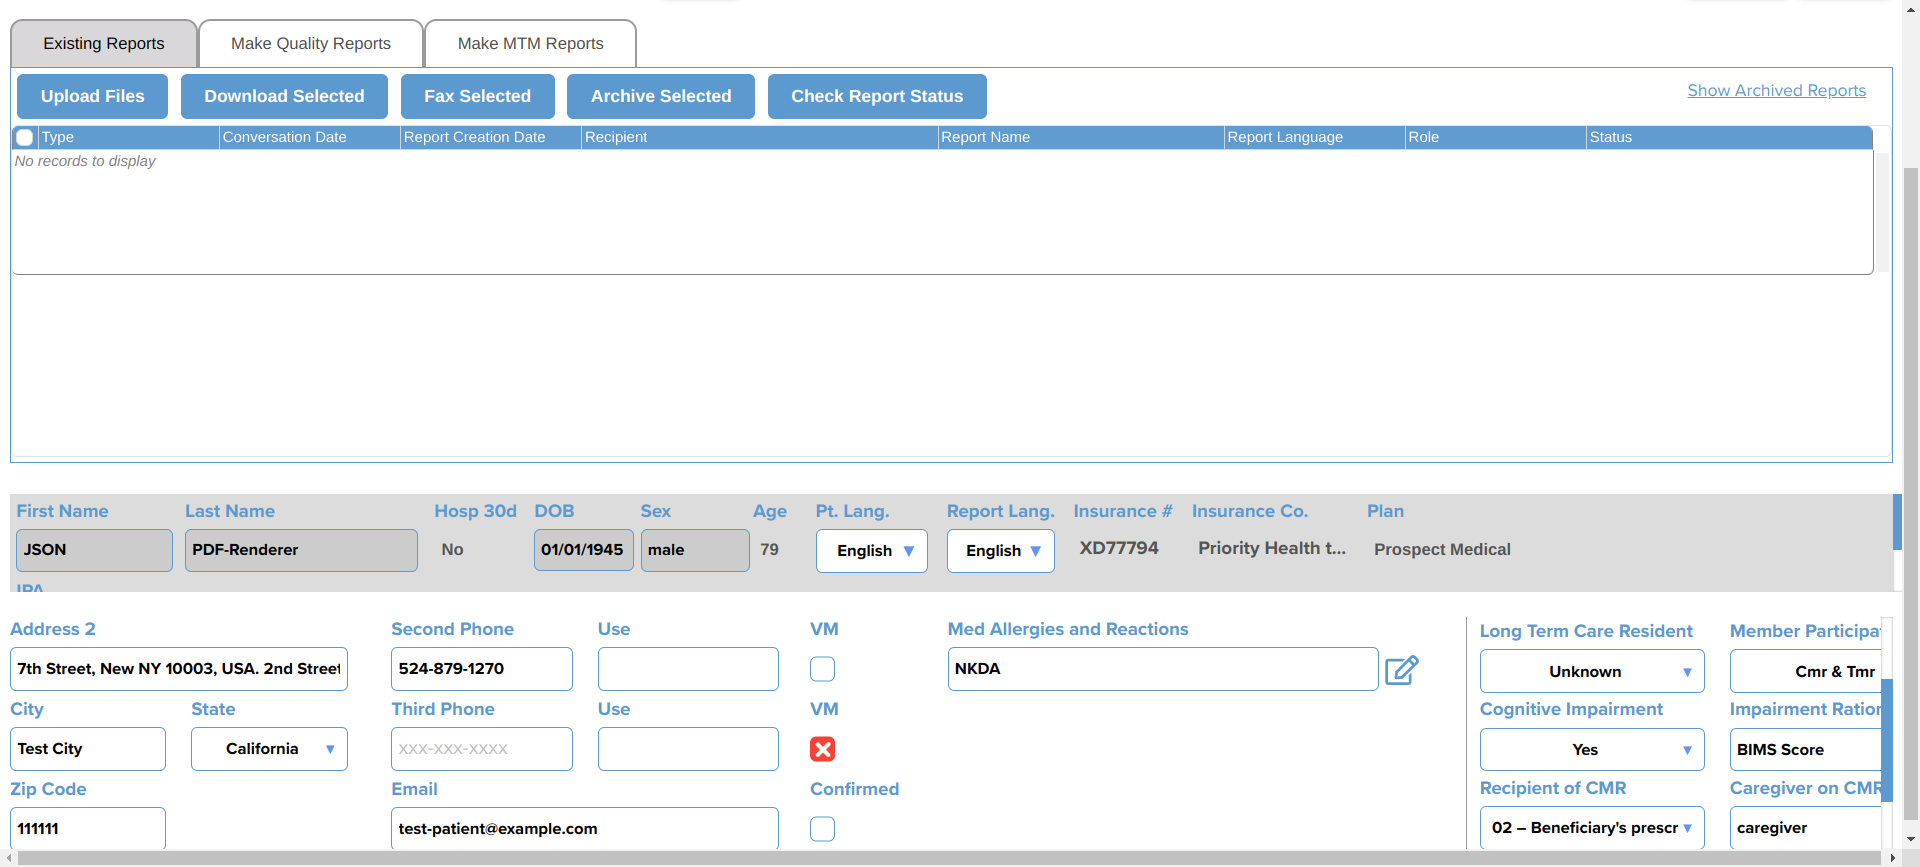 Existing Reports Make Quality Reports Make MTM Reports
Upload Files Download Selected Fax Selected Archive Selected Check Report Status Show Archived Reports
Type Conversation Date Report Creation Date Recipient Report Name Report Language Role Status
No records to display
First Name Last Name Hosp 30d DOB Sex Age Pt. Lang. Report Lang. Insurance # Insurance Co. Plan
JSON PDF-Renderer No 01/01/1945 male 79 English ▼ English ▼ XD77794 Priority Health t... Prospect Medical
IPA
Address 2 Second Phone Use VM Med Allergies and Reactions Long Term Care Resident Member Participa
7th Street, New NY 10003, USA. 2nd Street 524-879-1270 NKDA Unknown ▼ Cmr & Tmr
City State Third Phone Use VM Cognitive Impairment Impairment Ration
Test City California ▼ xxx-xxx-xxxx Yes ▼ BIMS Score
Zip Code Email Confirmed Recipient of CMR Caregiver on CMR
111111 test-patient@example.com 02 – Beneficiary's prescr ▼ caregiver